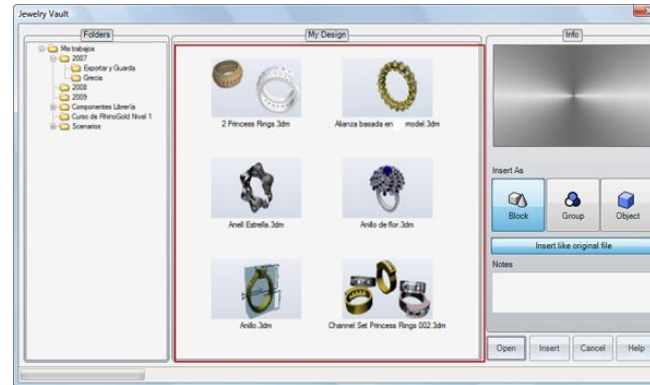 Jewelry Vault
Folders
Mis trabajos
2007
Exportar y Guarda
Grecia
2008
2009
Componentes Librería
Curso de RhinoGold Nivel 1
Scenarios
My Design
2 Princess Rings.3dm
Alianza basada en model.3dm
Anell Estrella.3dm
Anillo de flor.3dm
Anillo.3dm
Channel Set Princess Rings 002.3dm
Info
Insert As
Block
Group
Object
Insert like original file
Notes
Open
Insert
Cancel
Help